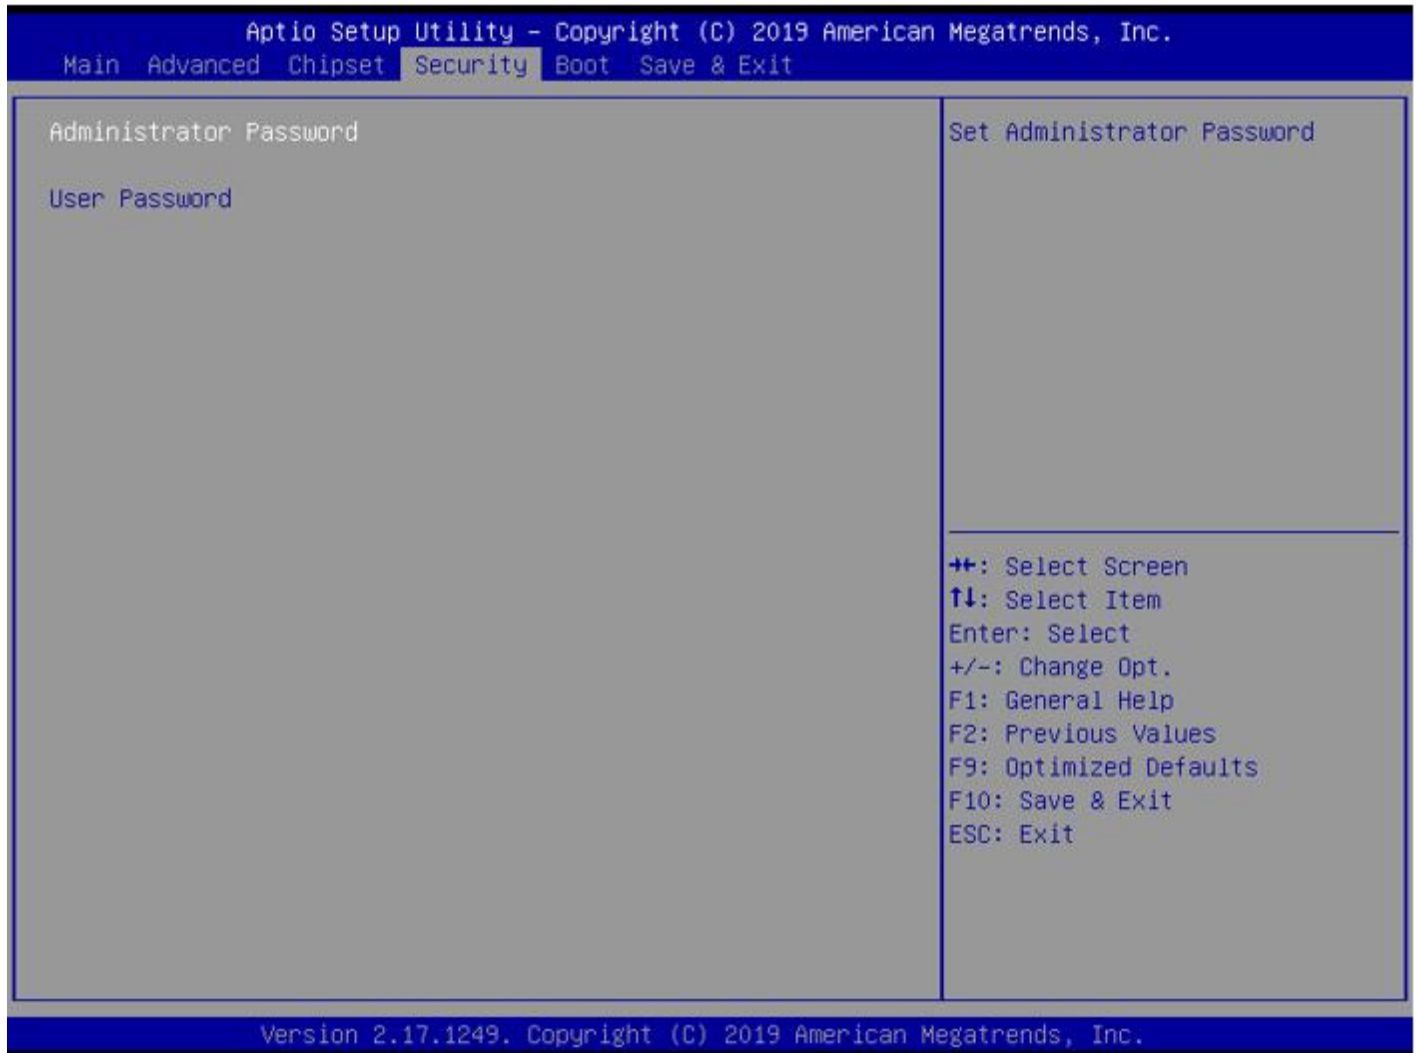 Aptio Setup Utility – Copyright (C) 2019 American Megatrends, Inc.
Main Advanced Chipset Security Boot Save & Exit
Administrator Password
User Password
Set Administrator Password
→←: Select Screen
↑↓: Select Item
Enter: Select
+/-: Change Opt.
F1: General Help
F2: Previous Values
F9: Optimized Defaults
F10: Save & Exit
ESC: Exit
Version 2.17.1249. Copyright (C) 2019 American Megatrends, Inc.